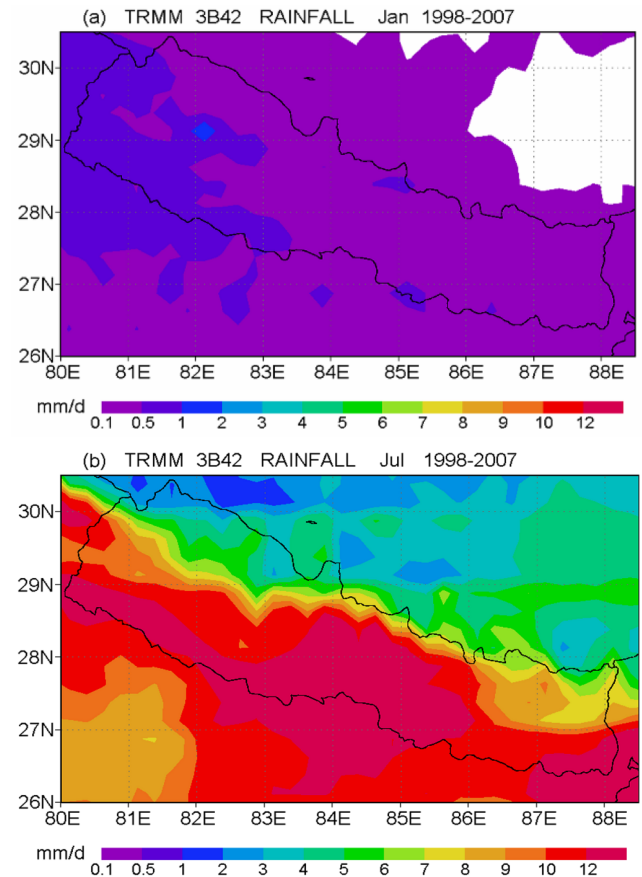 (a) TRMM 3B42 RAINFALL Jan 1998-2007
30N
29N
28N
27N
26N
80E 81E 82E 83E 84E 85E 86E 87E 88E
mm/d
0.1 0.5 1 2 3 4 5 6 7 8 9 10 12
(b) TRMM 3B42 RAINFALL Jul 1998-2007
30N
29N
28N
27N
26N
80E 81E 82E 83E 84E 85E 86E 87E 88E
mm/d
0.1 0.5 1 2 3 4 5 6 7 8 9 10 12